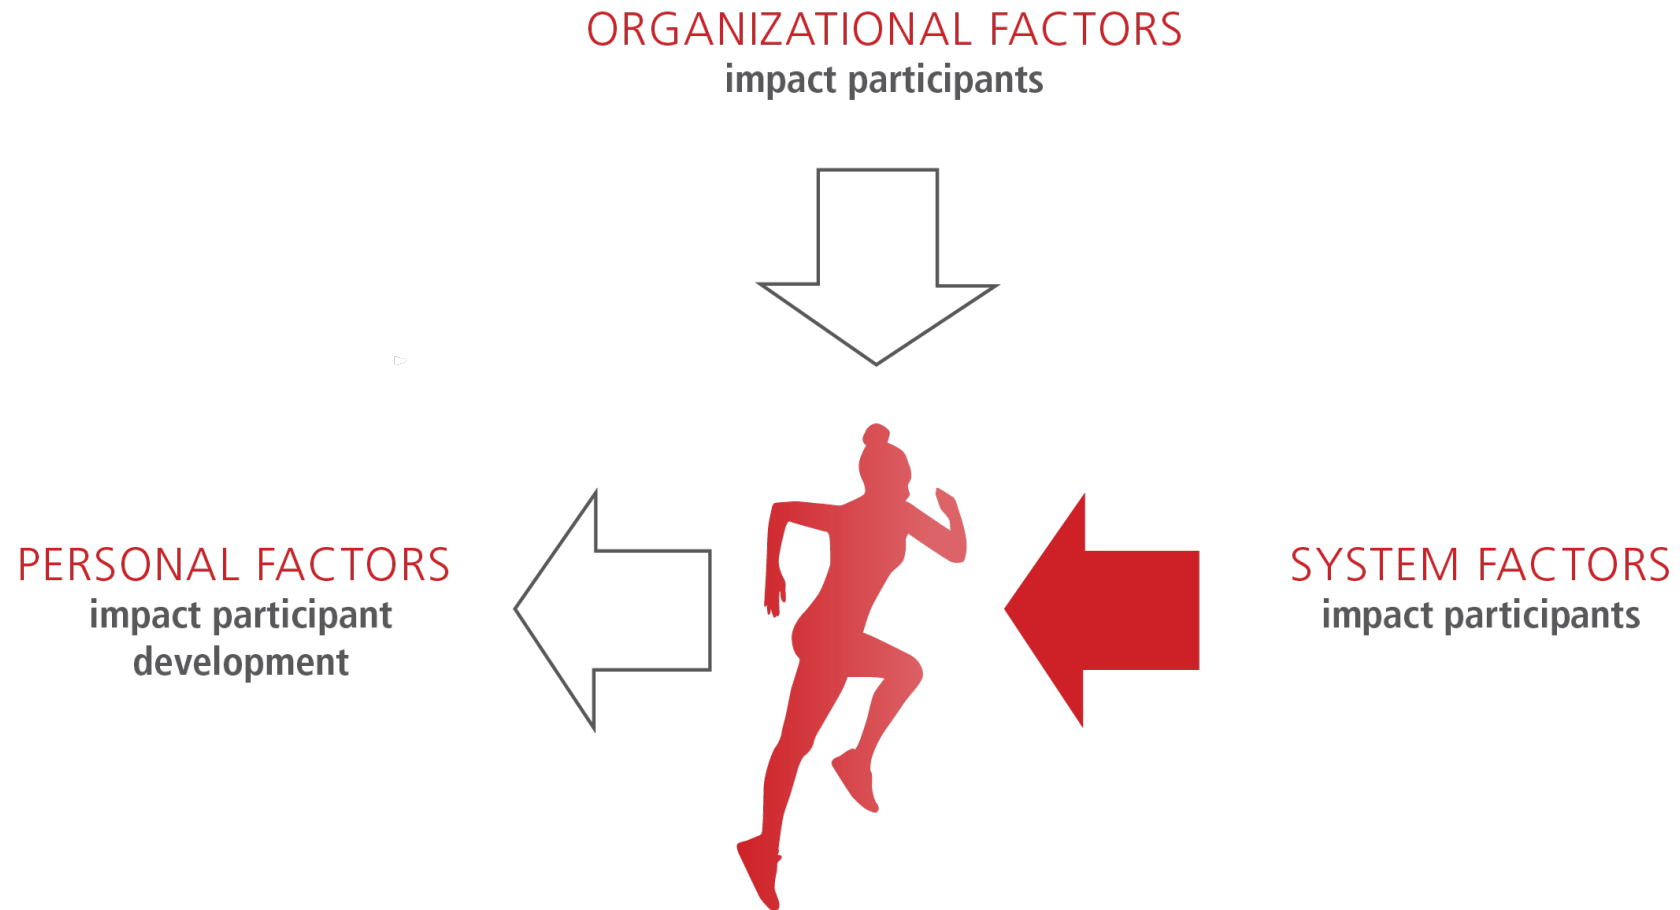 ORGANIZATIONAL FACTORS
impact participants
PERSONAL FACTORS
impact participant
development
SYSTEM FACTORS
impact participants